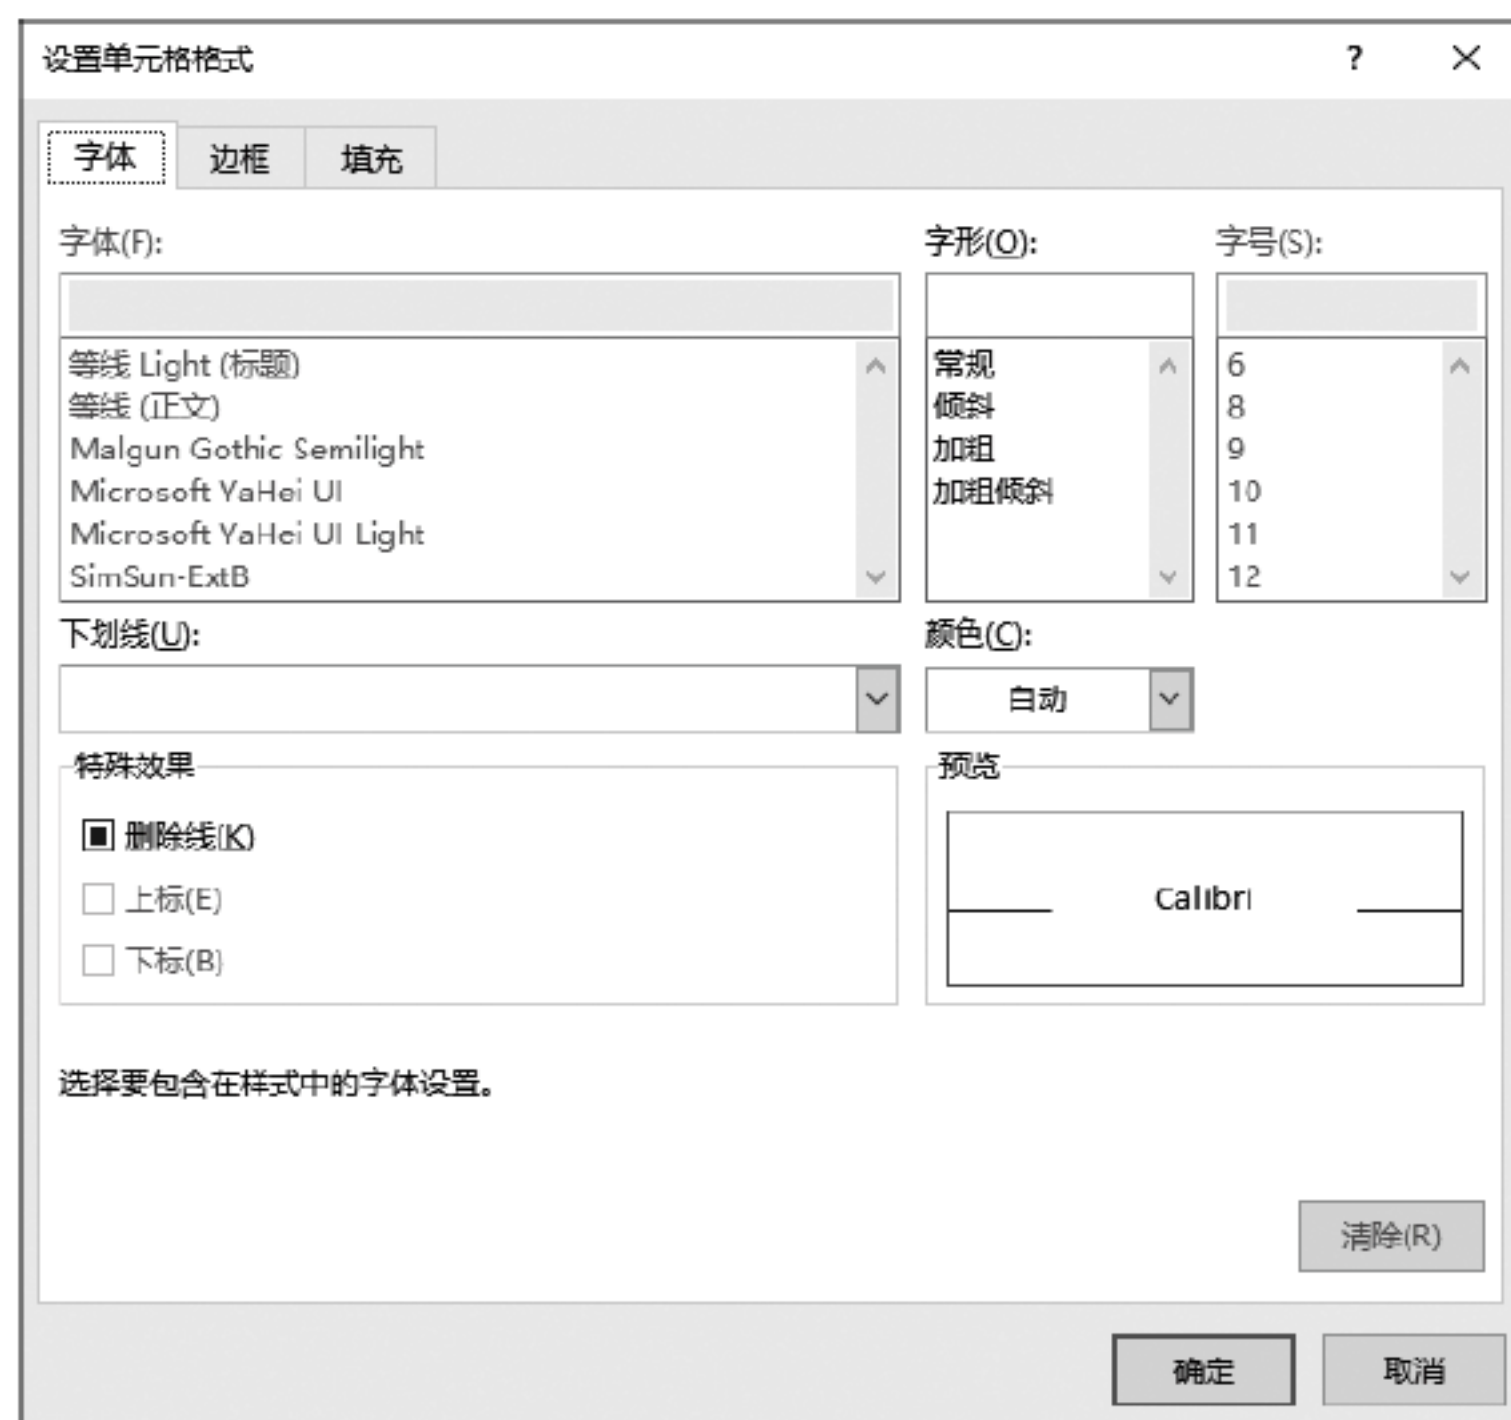 设置单元格格式 ?
字体 边框 填充
字体(F): 字形(O): 字号(S):
等线 Light (标题) 常规 6
等线 (正文) 倾斜 8
Malgun Gothic Semilight 加粗 9
Microsoft YaHei UI 加粗倾斜 10
Microsoft YaHei UI Light 11
SimSun-ExtB 12
下划线(U): 颜色(C):
自动
特殊效果 预览
删除线(K)
上标(E) Calibri
下标(B)
选择要包含在样式中的字体设置。
清除(R)
确定 取消